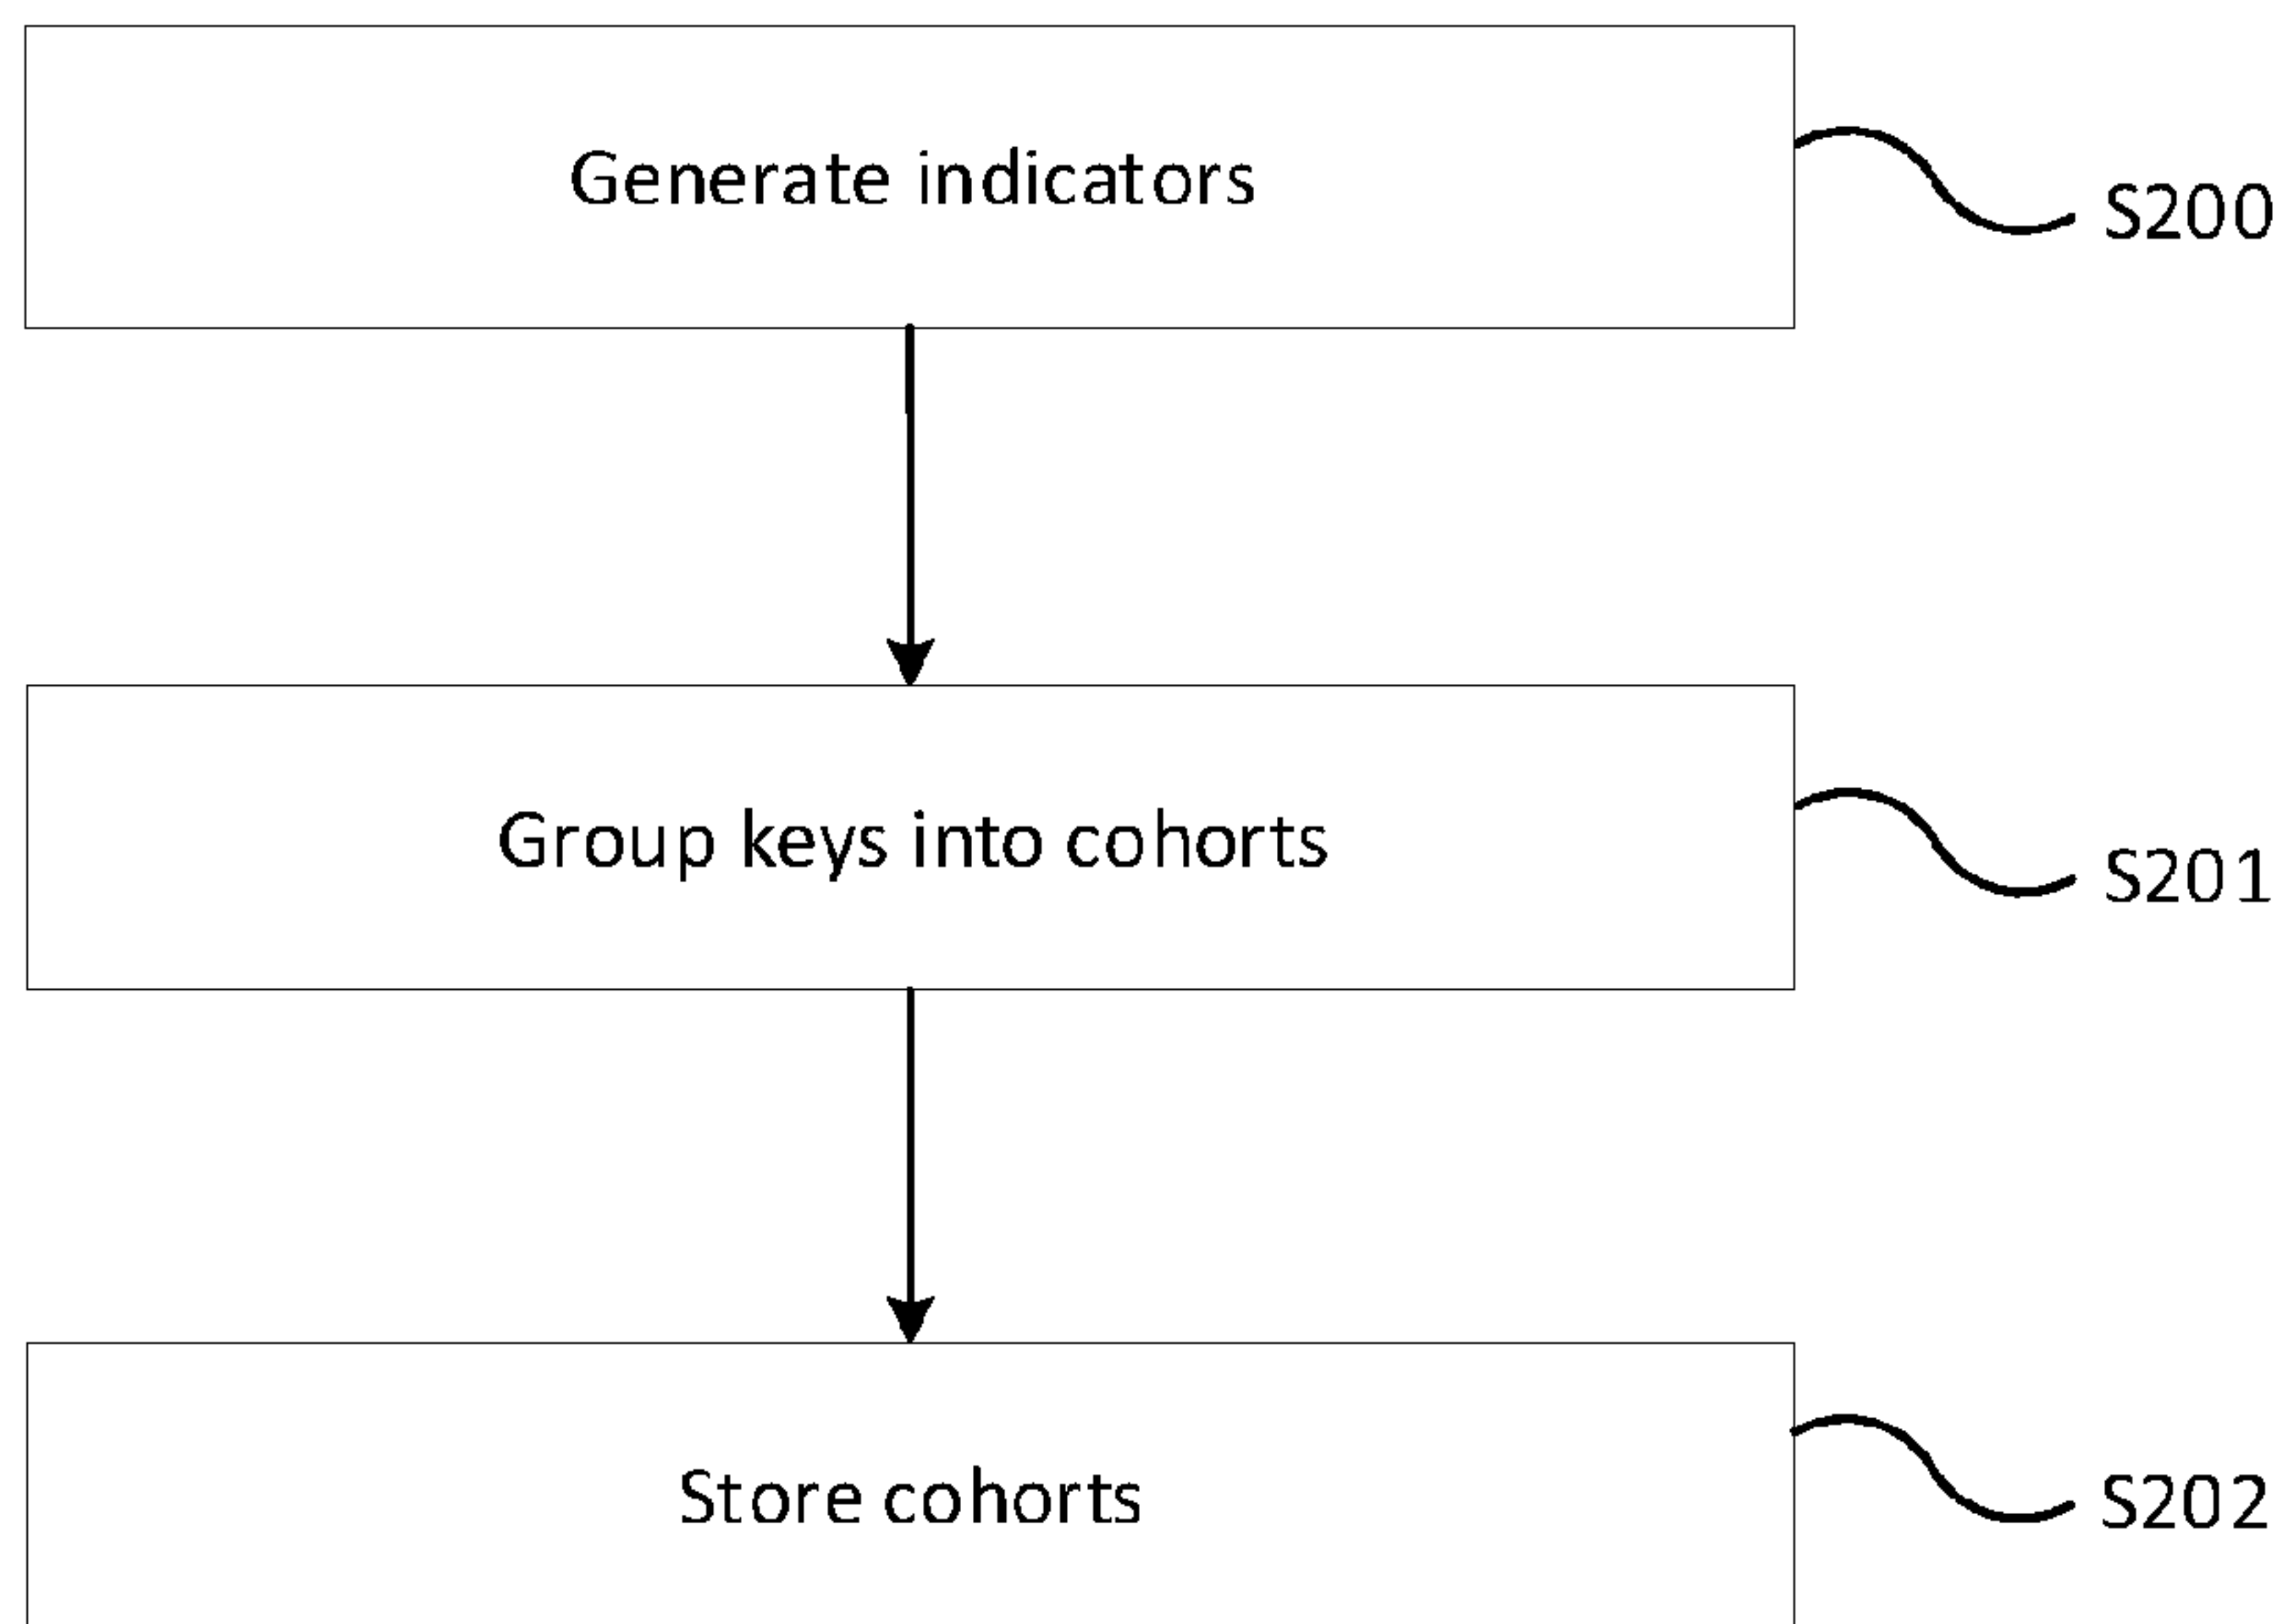 Generate indicators
S200
Group keys into cohorts
S201
Store cohorts
S202